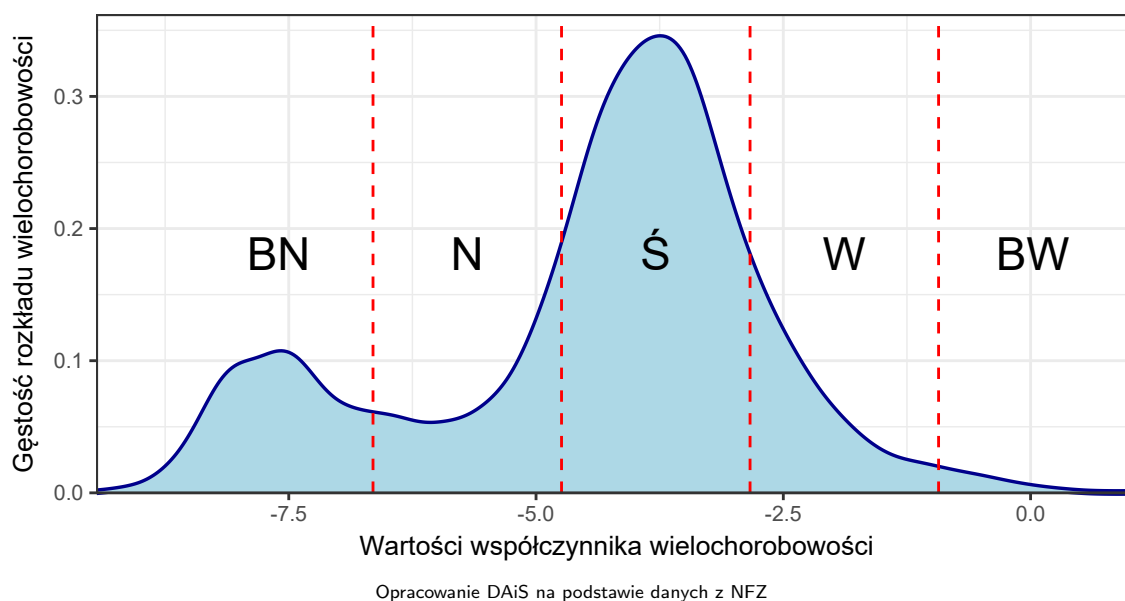 Gęstość rozkładu wielochorobowości
0.3
0.2
0.1
0.0
BN N Ś W BW
-7.5 -5.0 -2.5 0.0
Wartości współczynnika wielochorobowości
Opracowanie DAiS na podstawie danych z NFZ